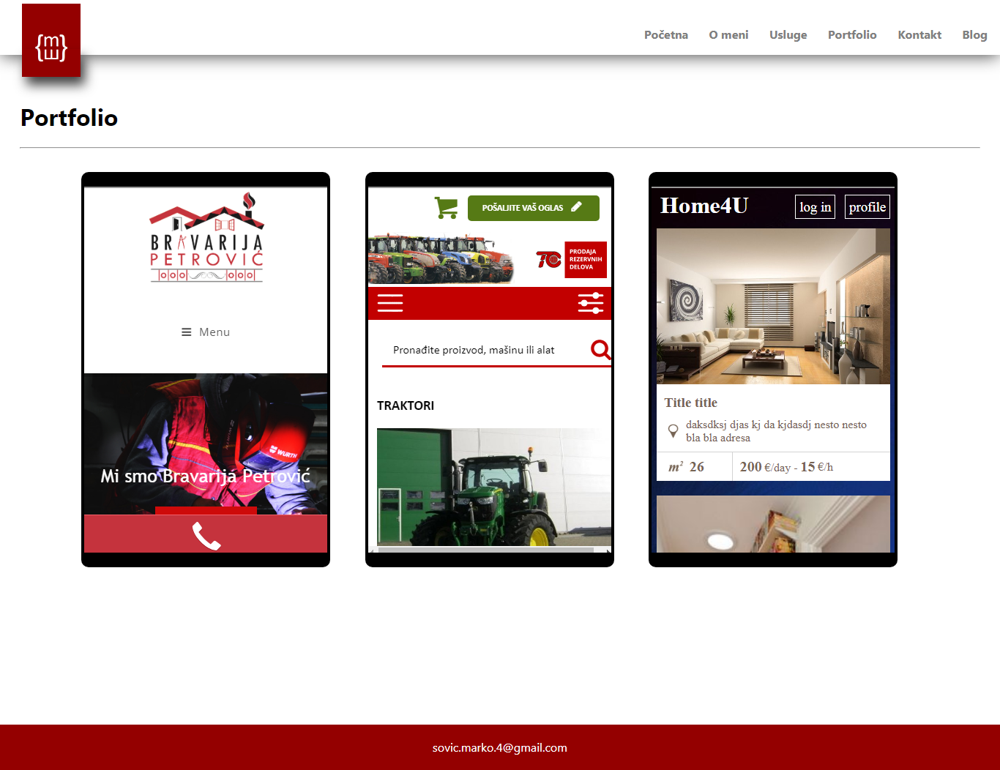 {m
ш}
Početna O meni Usluge Portfolio Kontakt Blog
Portfolio
BRAVARIJA
PETROVIĆ
Menu
WURTH
Mi smo Bravarija Petrović
POŠALJITE VAŠ OGLAS
TC
PRODAJA
REZERVNIH
DELOVA
Pronađite proizvod, mašinu ili alat
TRAKTORI
Home4U log in profile
Title title
daksdksj djas kj da kjdasdj nesto nesto
bla bla adresa
m² 26 200 €/day - 15 €/h
sovic.marko.4@gmail.com